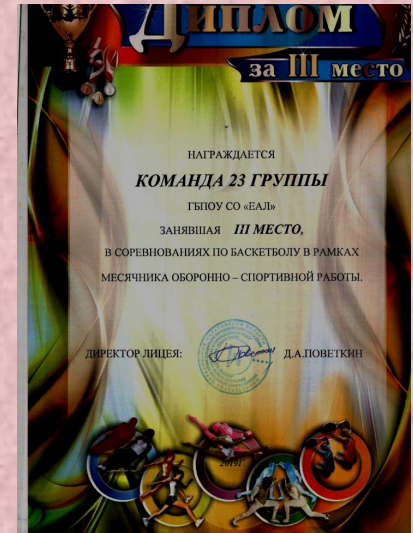 ДИПЛОМ
за III место
НАГРАЖДАЕТСЯ
КОМАНДА 23 ГРУППЫ
ГБПОУ СО «ЕАЛ»
ЗАНЯВШАЯ III МЕСТО,
В СОРЕВНОВАНИЯХ ПО БАСКЕТБОЛУ В РАМКАХ
МЕСЯЧНИКА ОБОРОННО – СПОРТИВНОЙ РАБОТЫ.
ДИРЕКТОР ЛИЦЕЯ: Д.А.ПОВЕТКИН
2019г